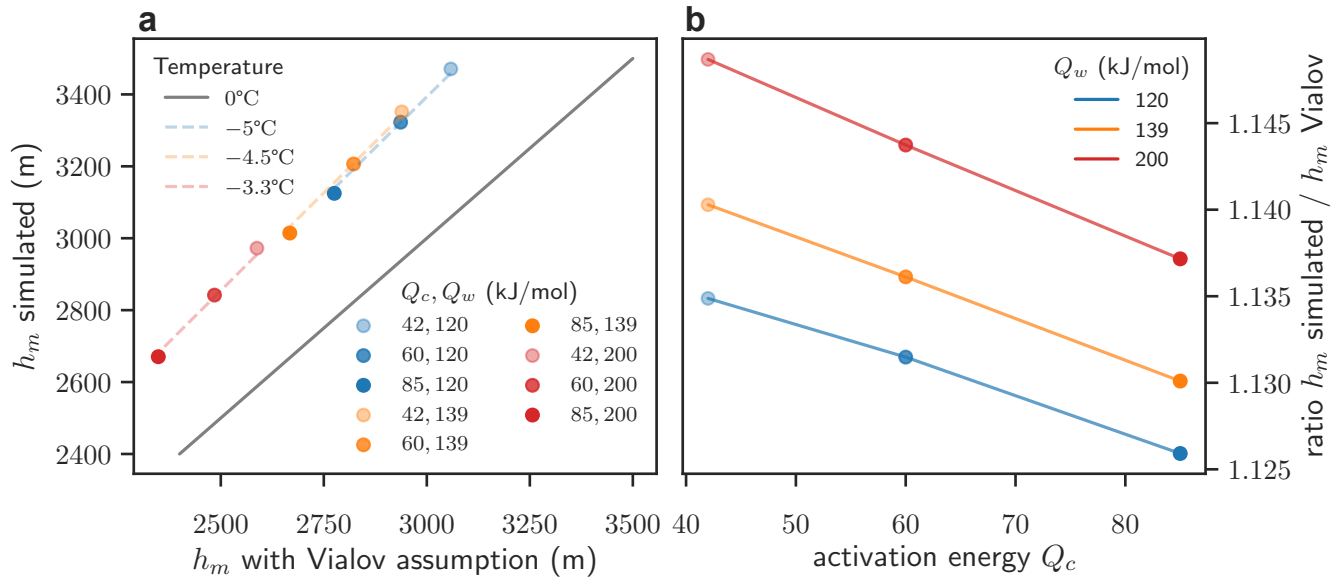 a
h_m simulated (m)
3400
3200
3000
2800
2600
2400
Temperature
0°C
−5°C
−4.5°C
−3.3°C
Q_c, Q_w (kJ/mol)
42, 120
60, 120
85, 120
42, 139
60, 139
85, 139
42, 200
60, 200
85, 200
2500 2750 3000 3250 3500
h_m with Vialov assumption (m)
b
Q_w (kJ/mol)
120
139
200
1.145
1.140
1.135
1.130
1.125
ratio h_m simulated / h_m Vialov
40 50 60 70 80
activation energy Q_c